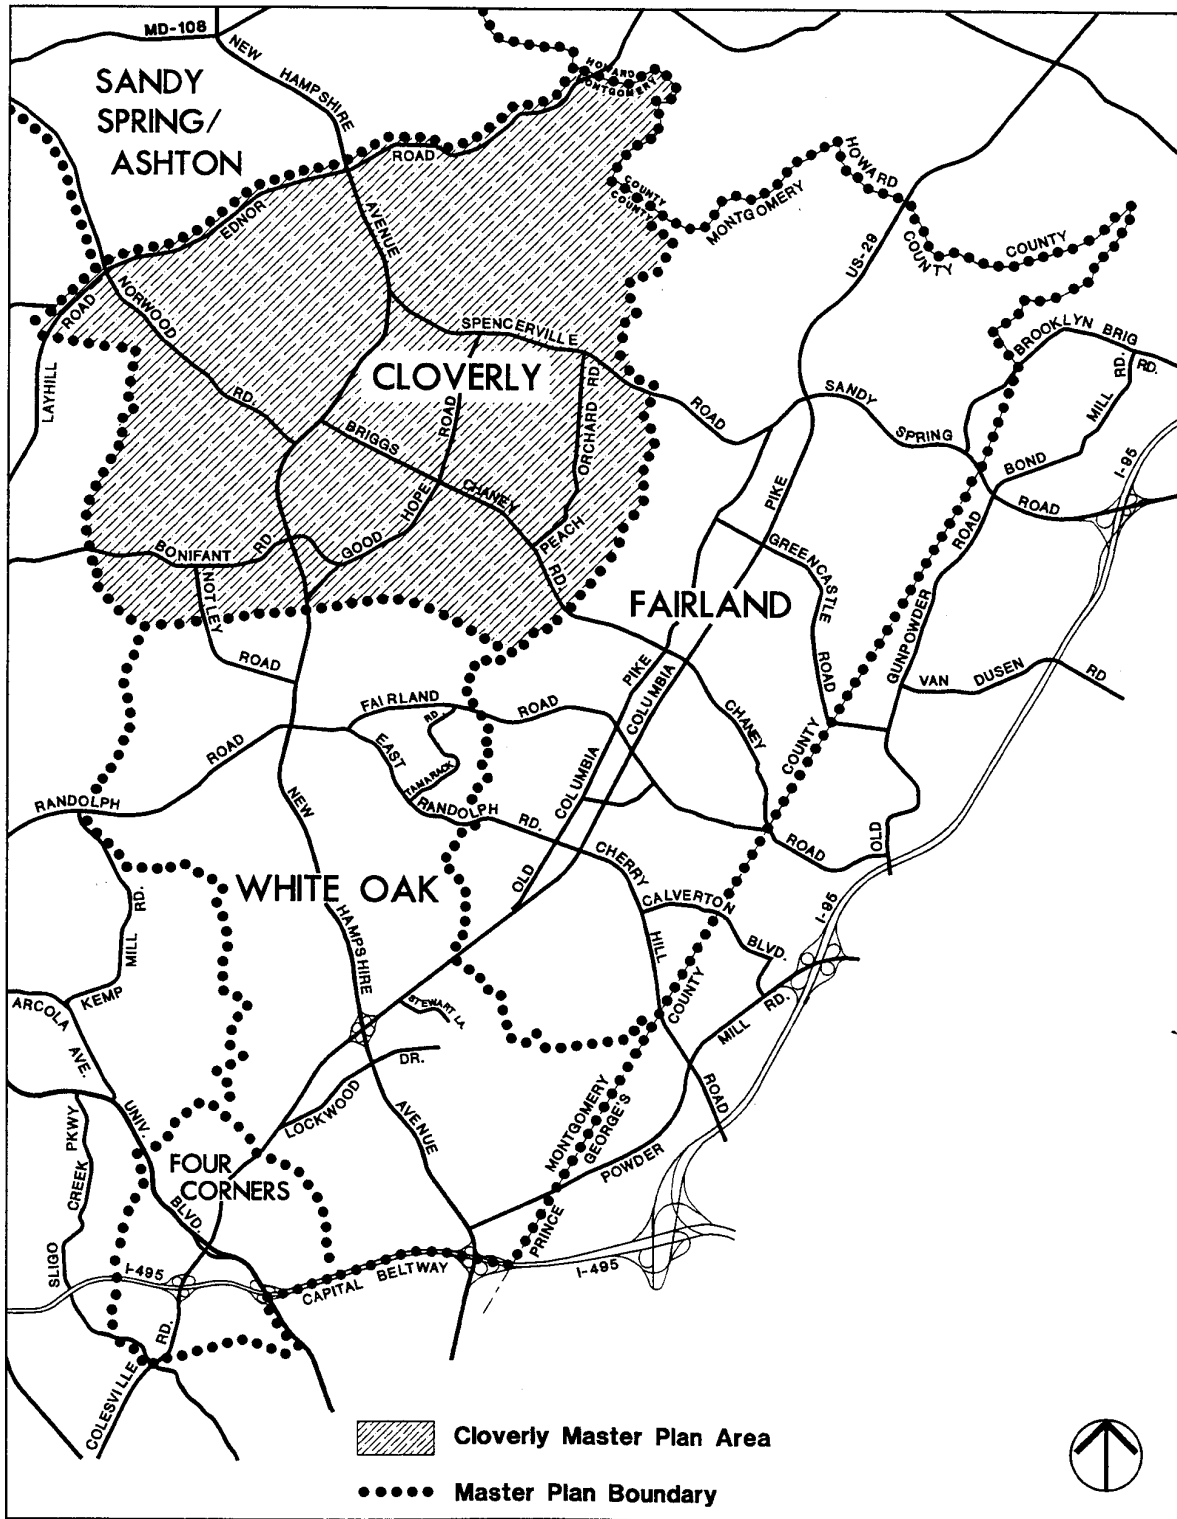 MD-108
NEW
HAMPSHIRE
AVENUE
SANDY
SPRING/
ASHTON
HOWARD
MONTGOMERY
COUNTY
COUNTY
MONTGOMERY
HOWARD
COUNTY
COUNTY
US-29
EDNOR
ROAD
ROAD
LAYHILL
NORWOOD
RD.
SPENCERVILLE
ROAD
CLOVERLY
BRIGGS
CHANEY
RD.
GOOD
HOPE
ROAD
PEACH
ORCHARD
RD.
BONIFANT
RD.
NOTLEY
ROAD
SANDY
SPRING
ROAD
BROOKLYN BRIG
RD.
BOND
MILL
RD.
I-95
PIKE
GREENCASTLE
ROAD
GUNPOWDER
ROAD
OLD
FAIRLAND
VAN DUSEN
RD
PIKE
COLUMBIA
COLUMBIA
OLD
CHANEY
COUNTY
ROAD
FAIRLAND
ROAD
EAST
RD.
TAMARACK
RANDOLPH
RD.
RANDOLPH
ROAD
NEW
HAMPSHIRE
AVENUE
WHITE OAK
CHERRY
HILL
ROAD
CALVERTON
BLVD.
I-95
MILL RD.
POWDER
COUNTY
MONTGOMERY
GEORGE'S
PRINCE
MILL
RD.
KEMP
ARCOLA
AVE.
STEWART LA.
DR.
LOCKWOOD
UNIV.
BLVD.
FOUR
CORNERS
SLIGO
CREEK
PKWY
I-495
CAPITAL
BELTWAY
I-495
COLESVILLE
RD.
Cloverly Master Plan Area
Master Plan Boundary